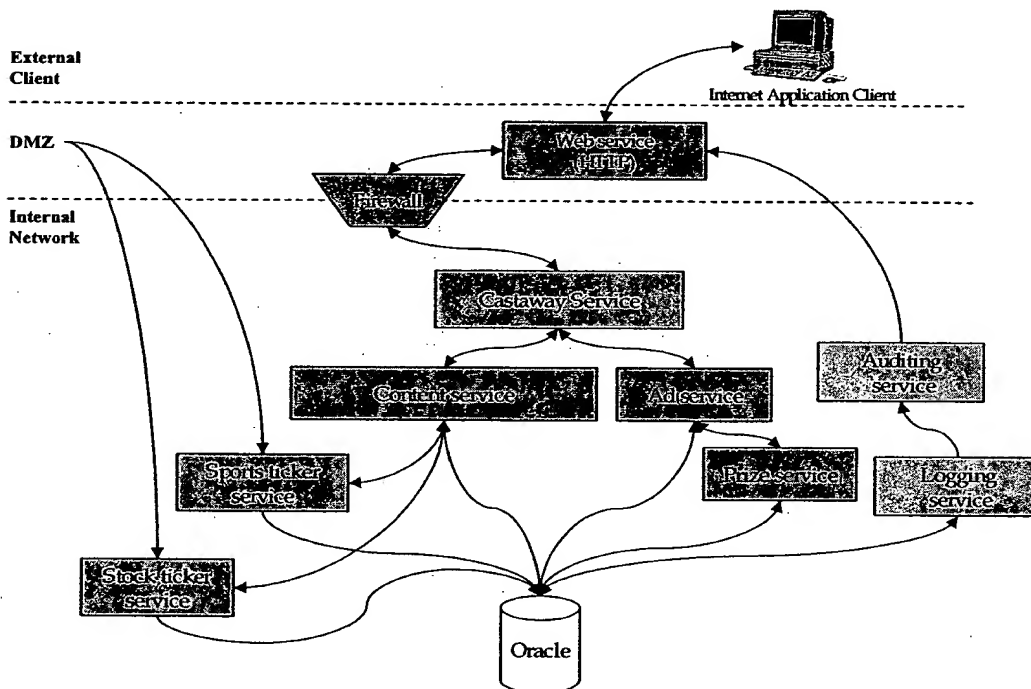 External
Client
Internet Application Client
DMZ
Web service
(HTTP)
Firewall
Internal
Network
Castaway Service
Auditing
service
Content service
Ad service
Sports ticker
service
Prize service
Logging
service
Stock ticker
service
Oracle